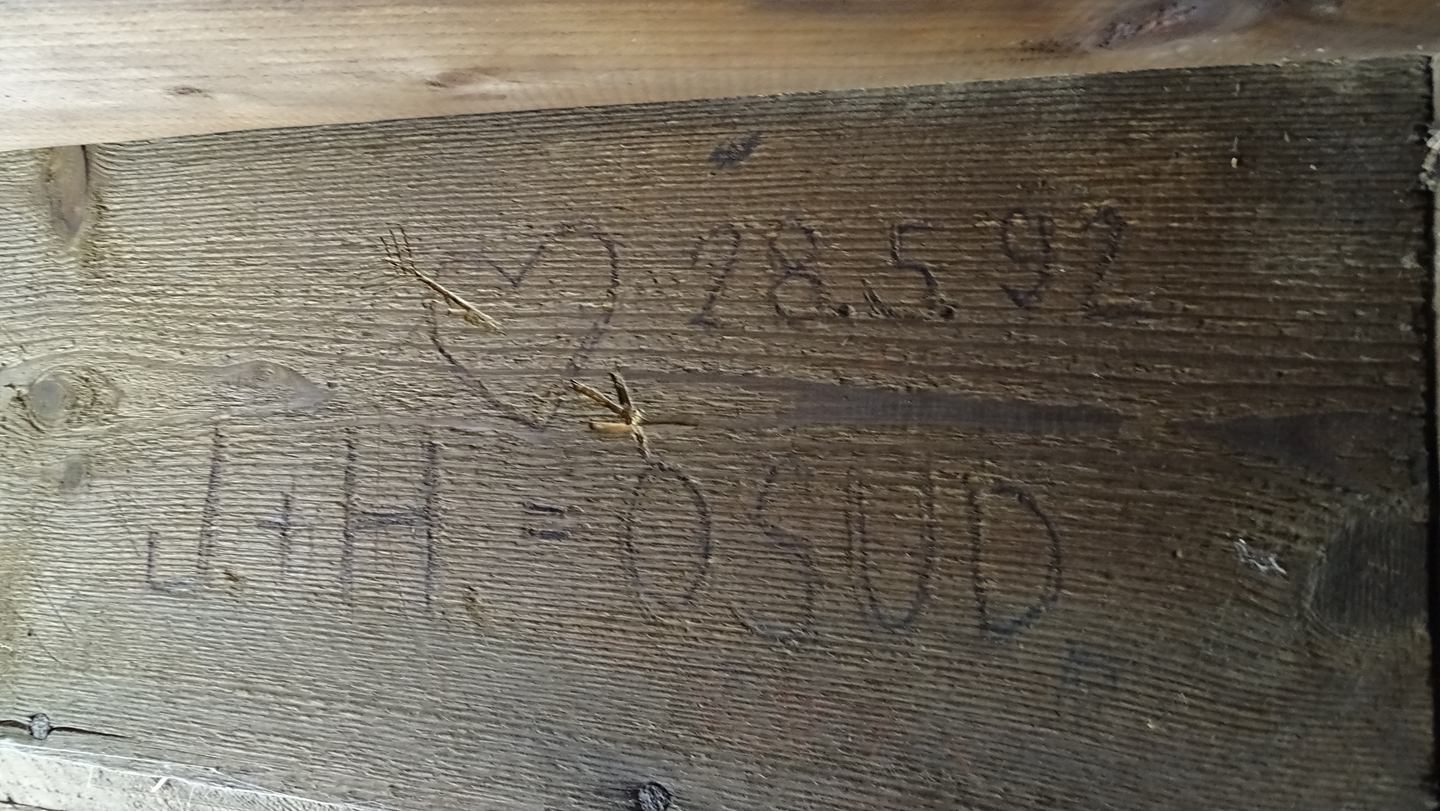 28.5.92
J+H = OSUD